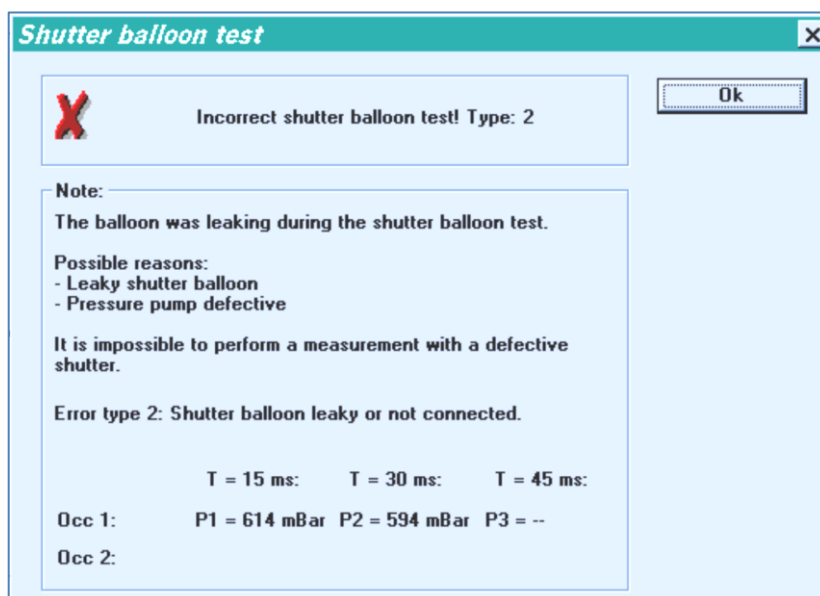 Shutter balloon test
Incorrect shutter balloon test! Type: 2
Ok
Note:
The balloon was leaking during the shutter balloon test.
Possible reasons:
- Leaky shutter balloon
- Pressure pump defective
It is impossible to perform a measurement with a defective
shutter.
Error type 2: Shutter balloon leaky or not connected.
T = 15 ms: T = 30 ms: T = 45 ms:
Occ 1: P1 = 614 mBar P2 = 594 mBar P3 = --
Occ 2: